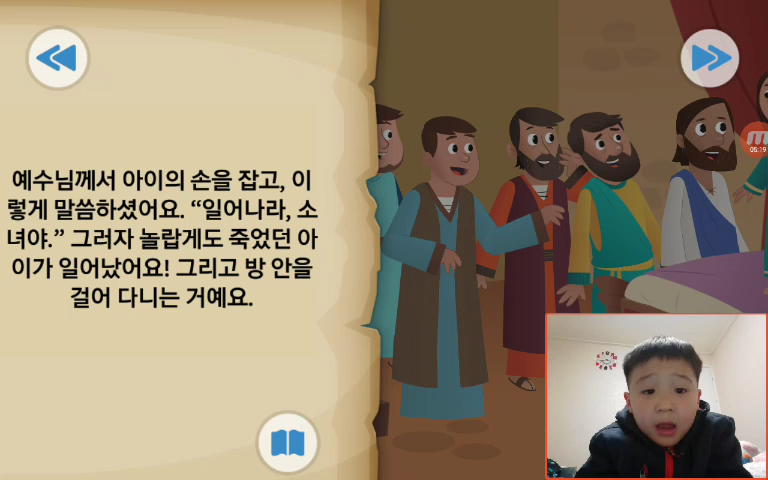 예수님께서 아이의 손을 잡고, 이
렇게 말씀하셨어요. “일어나라, 소
녀야.” 그러자 놀랍게도 죽었던 아
이가 일어났어요! 그리고 방 안을
걸어 다니는 거예요.
05:19